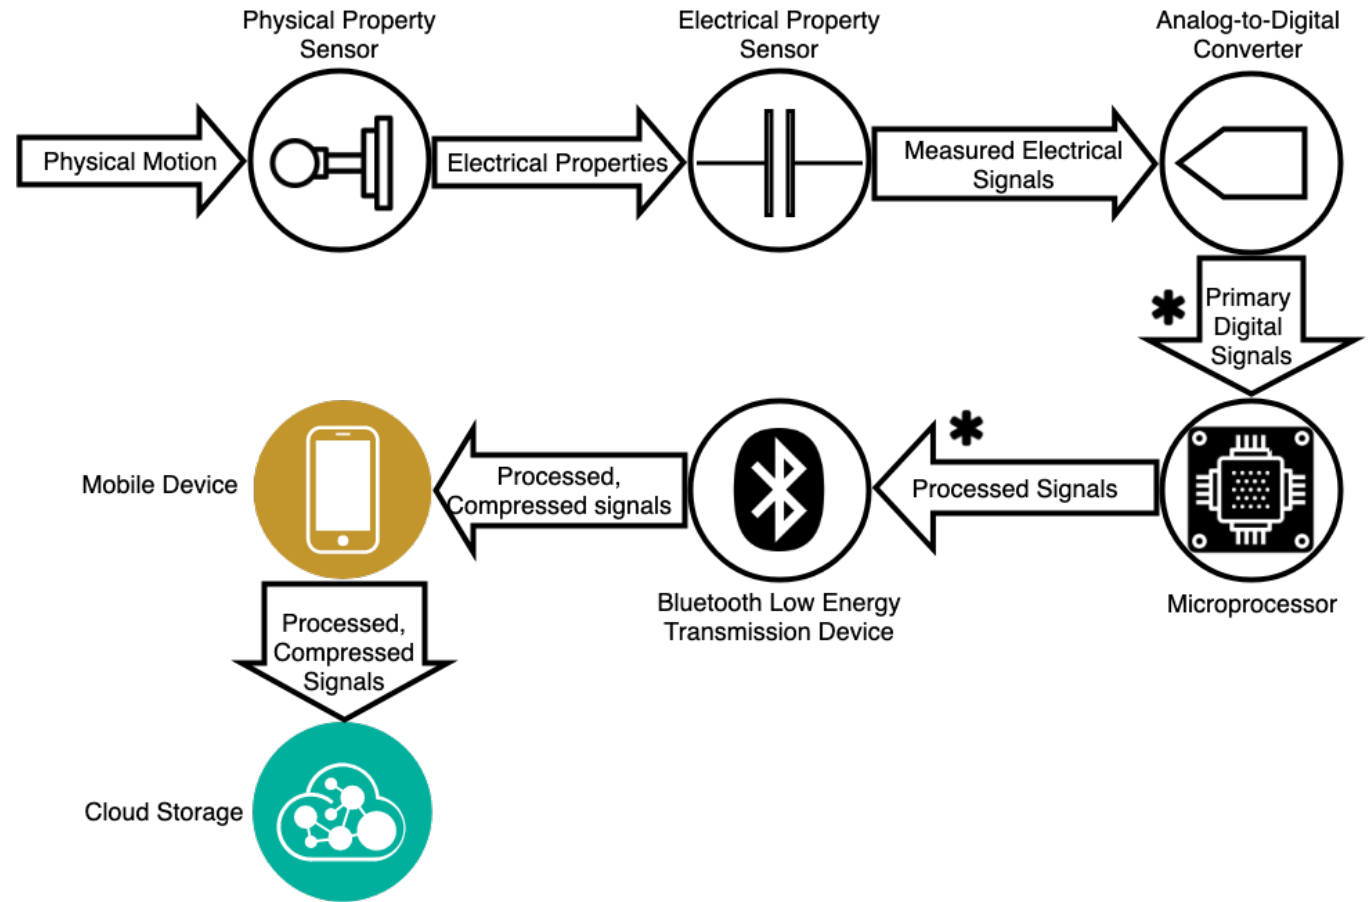 Physical Property
Sensor
Electrical Property
Sensor
Analog-to-Digital
Converter
Physical Motion
Electrical Properties
Measured Electrical
Signals
*
Primary
Digital
Signals
Mobile Device
Processed,
Compressed signals
*
Processed Signals
Bluetooth Low Energy
Transmission Device
Microprocessor
Processed,
Compressed
Signals
Cloud Storage